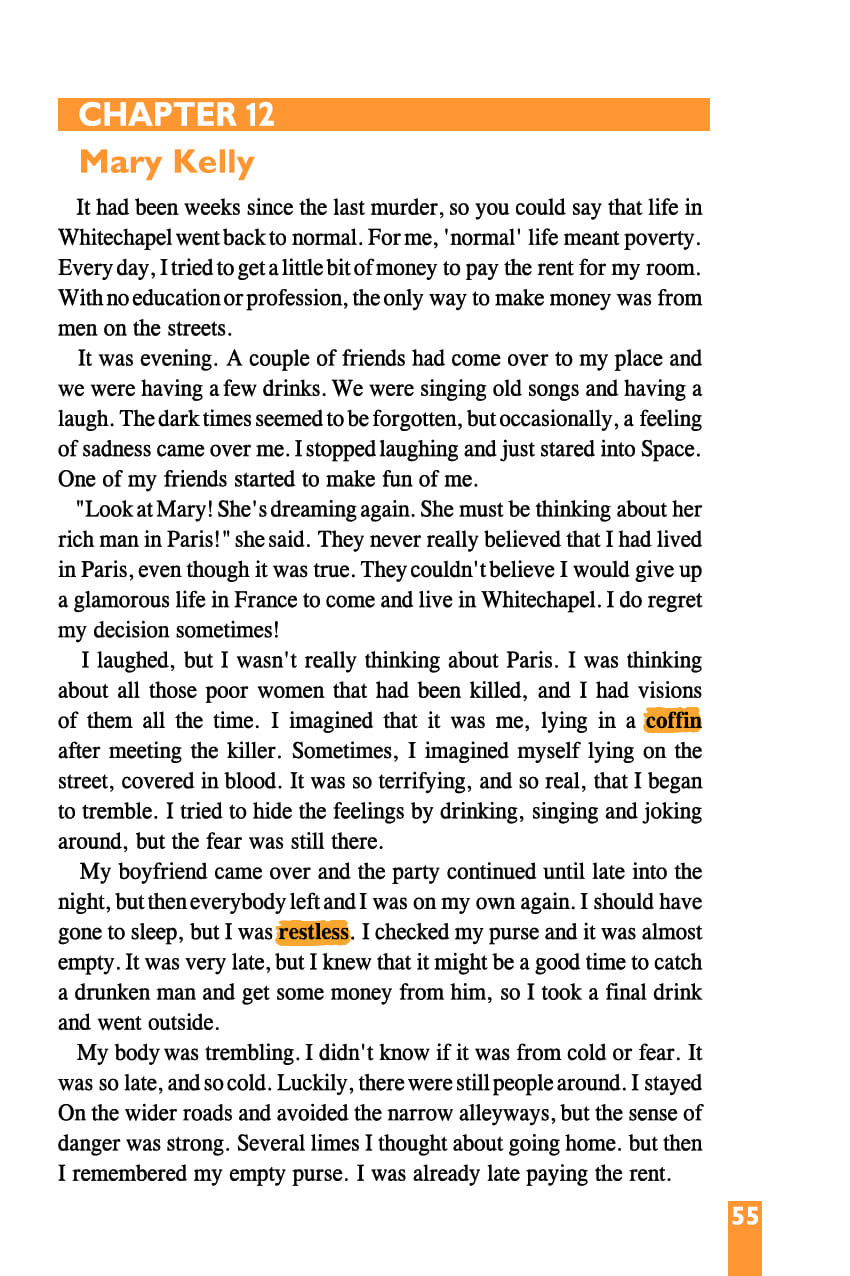 CHAPTER 12
Mary Kelly
It had been weeks since the last murder, so you could say that life in
Whitechapel went back to normal. For me, 'normal' life meant poverty.
Every day, I tried to get a little bit of money to pay the rent for my room.
With no education or profession, the only way to make money was from
men on the streets.
It was evening. A couple of friends had come over to my place and
we were having a few drinks. We were singing old songs and having a
laugh. The dark times seemed to be forgotten, but occasionally, a feeling
of sadness came over me. I stopped laughing and just stared into Space.
One of my friends started to make fun of me.
"Look at Mary! She's dreaming again. She must be thinking about her
rich man in Paris!" she said. They never really believed that I had lived
in Paris, even though it was true. They couldn't believe I would give up
a glamorous life in France to come and live in Whitechapel. I do regret
my decision sometimes!
I laughed, but I wasn't really thinking about Paris. I was thinking
about all those poor women that had been killed, and I had visions
of them all the time. I imagined that it was me, lying in a coffin
after meeting the killer. Sometimes, I imagined myself lying on the
street, covered in blood. It was so terrifying, and so real, that I began
to tremble. I tried to hide the feelings by drinking, singing and joking
around, but the fear was still there.
My boyfriend came over and the party continued until late into the
night, but then everybody left and I was on my own again. I should have
gone to sleep, but I was restless. I checked my purse and it was almost
empty. It was very late, but I knew that it might be a good time to catch
a drunken man and get some money from him, so I took a final drink
and went outside.
My body was trembling. I didn't know if it was from cold or fear. It
was so late, and so cold. Luckily, there were still people around. I stayed
On the wider roads and avoided the narrow alleyways, but the sense of
danger was strong. Several limes I thought about going home. but then
I remembered my empty purse. I was already late paying the rent.
55